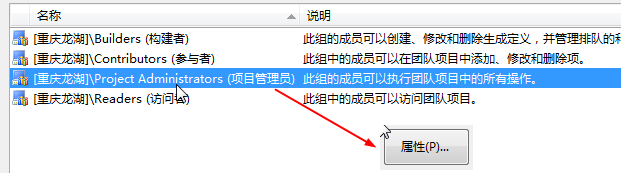 名称 说明
[重庆龙湖]\Builders (构建者) 此组的成员可以创建、修改和删除生成定义，并管理排队的和
[重庆龙湖]\Contributors (参与者) 此组中的成员可以在团队项目中添加、修改和删除项。
[重庆龙湖]\Project Administrators (项目管理员) 此组的成员可以执行团队项目中的所有操作。
[重庆龙湖]\Readers (访问者) 此组中的成员可以访问团队项目。
属性(P)...